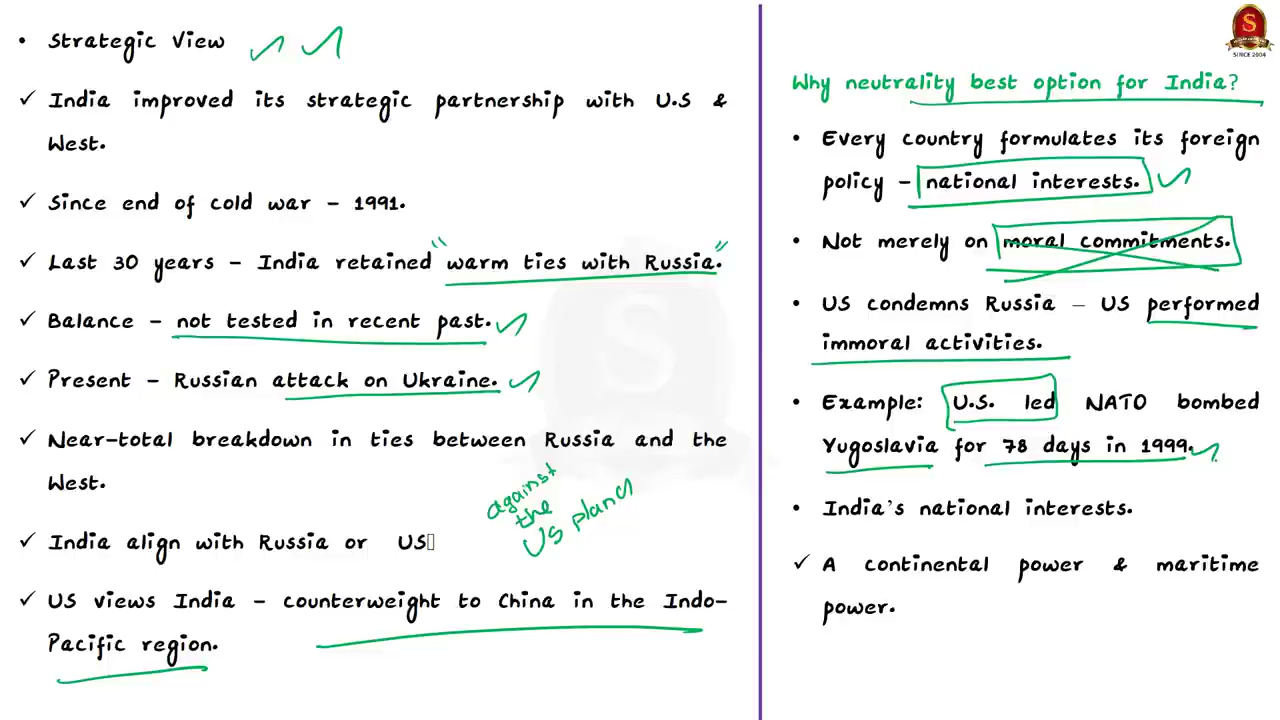 • Strategic View
✓ India improved its strategic partnership with U.S &
West.
✓ Since end of cold war – 1991.
✓ Last 30 years – India retained "warm ties with Russia."
✓ Balance – not tested in recent past.
✓ Present – Russian attack on Ukraine.
✓ Near-total breakdown in ties between Russia and the
West.
against
the
US plans
✓ India align with Russia or US
✓ US views India – counterweight to China in the Indo-
Pacific region.
S
SINCE 2004
Why neutrality best option for India?
• Every country formulates its foreign
policy – national interests.
• Not merely on moral commitments.
• US condemns Russia – US performed
immoral activities.
• Example: U.S. led NATO bombed
Yugoslavia for 78 days in 1999.
• India's national interests.
✓ A continental power & maritime
power.